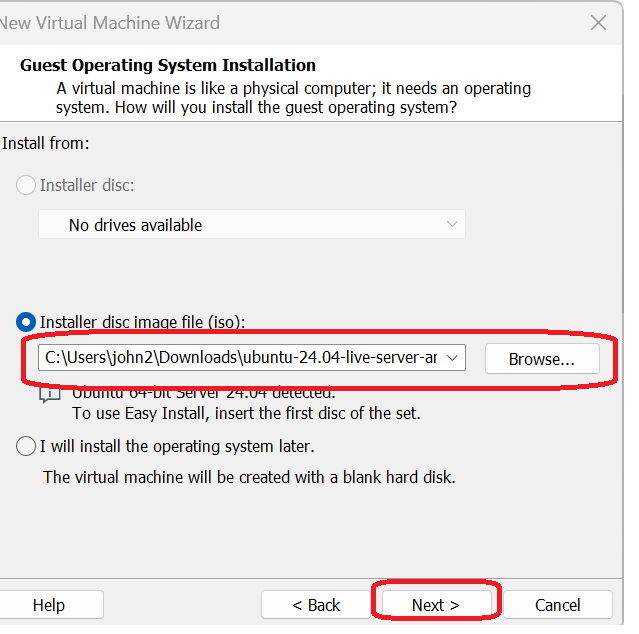 New Virtual Machine Wizard
Guest Operating System Installation
A virtual machine is like a physical computer; it needs an operating
system. How will you install the guest operating system?
Install from:
Installer disc:
No drives available
Installer disc image file (iso):
C:\Users\john2\Downloads\ubuntu-24.04-live-server-ar
Browse...
Ubuntu 64-bit Server 24.04 detected.
To use Easy Install, insert the first disc of the set.
I will install the operating system later.
The virtual machine will be created with a blank hard disk.
Help
< Back
Next >
Cancel